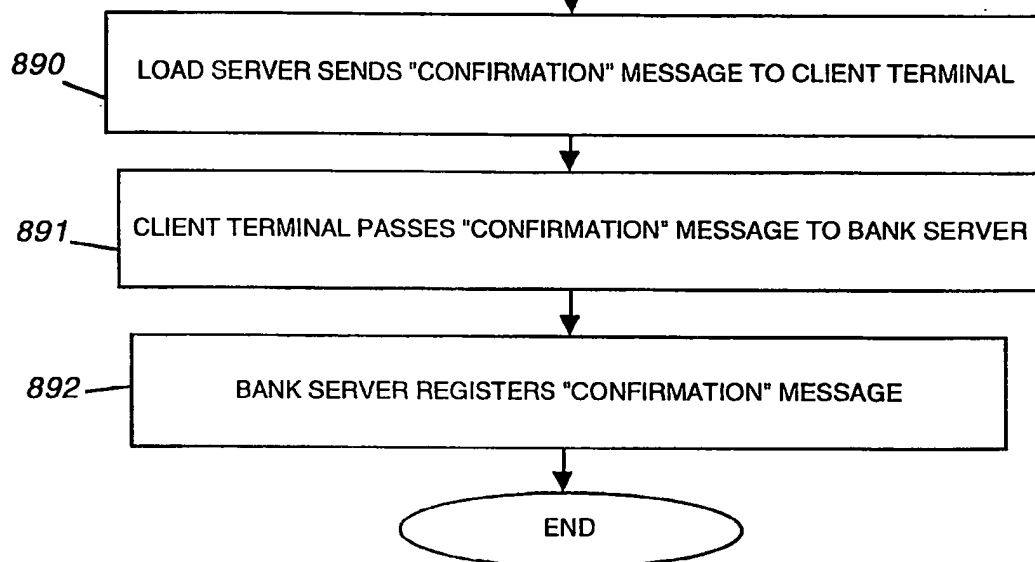 890
LOAD SERVER SENDS "CONFIRMATION" MESSAGE TO CLIENT TERMINAL
891
CLIENT TERMINAL PASSES "CONFIRMATION" MESSAGE TO BANK SERVER
892
BANK SERVER REGISTERS "CONFIRMATION" MESSAGE
END